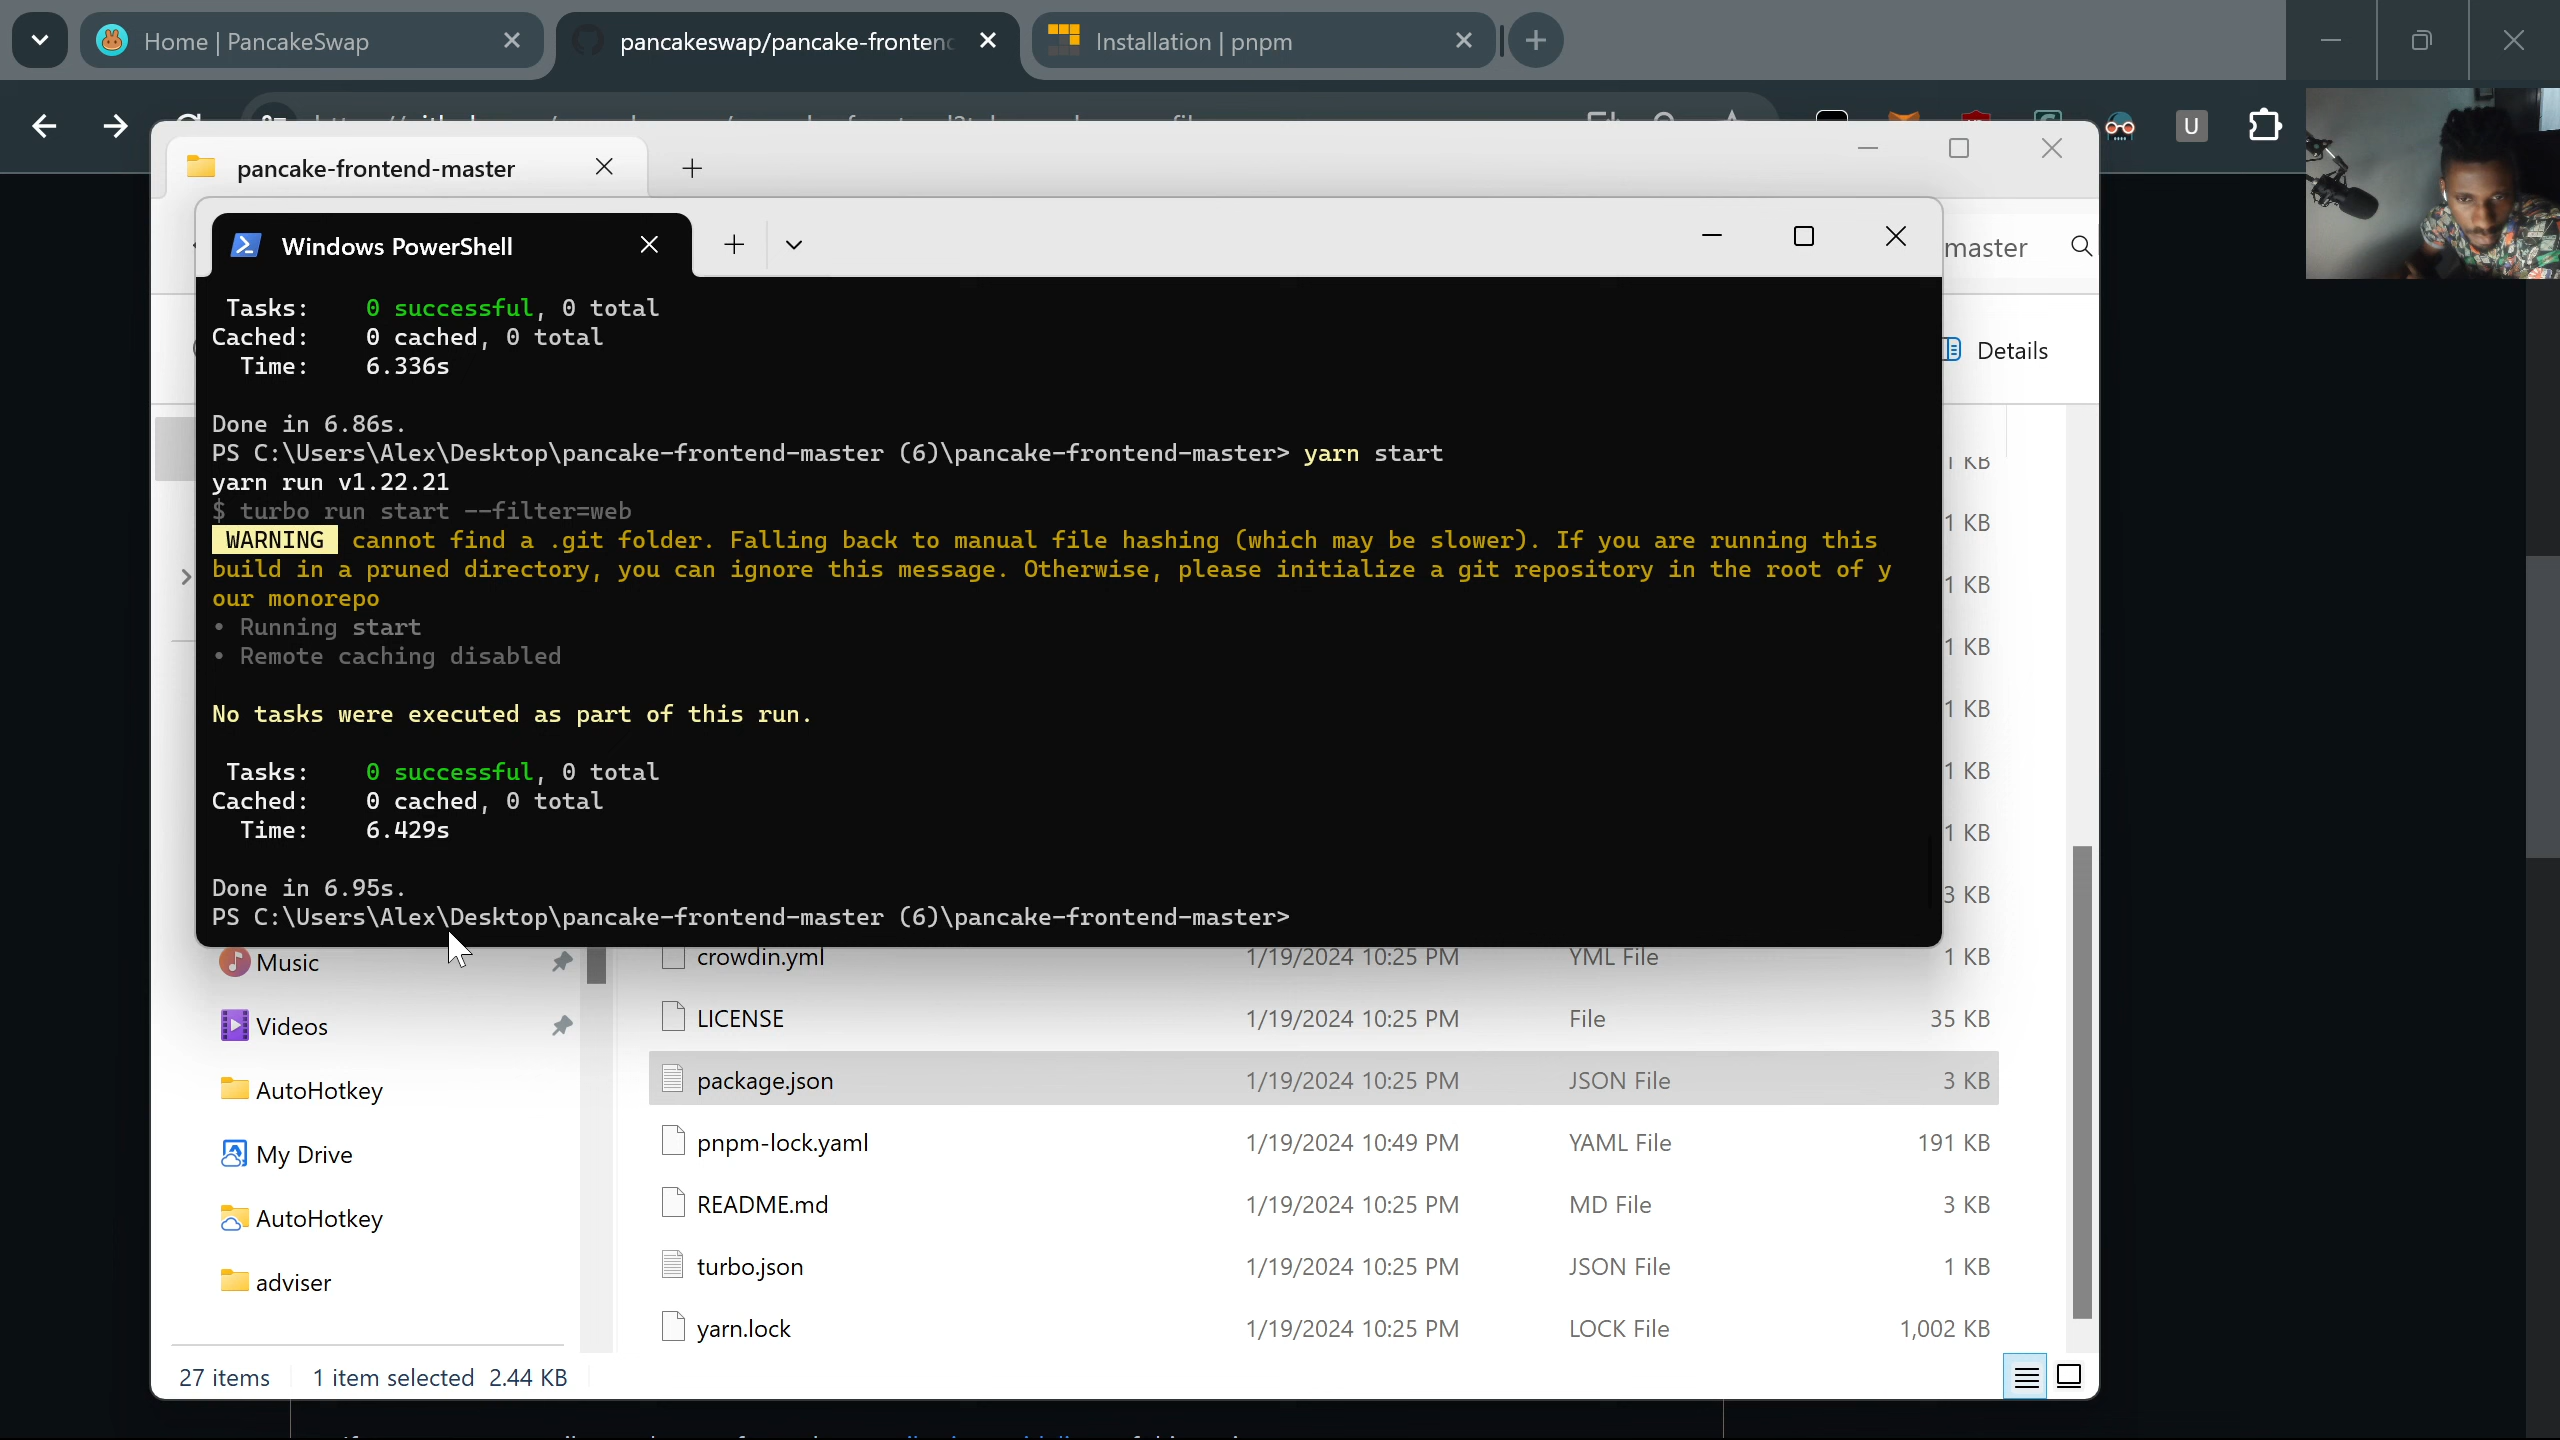 Home | PancakeSwap
pancakeswap/pancake-frontend
Installation | pnpm
U
pancake-frontend-master
Windows PowerShell
master
Details
Tasks: 0 successful, 0 total
Cached: 0 cached, 0 total
Time: 6.336s
Done in 6.86s.
PS C:\Users\Alex\Desktop\pancake-frontend-master (6)\pancake-frontend-master> yarn start
yarn run v1.22.21
$ turbo run start --filter=web
WARNING cannot find a .git folder. Falling back to manual file hashing (which may be slower). If you are running this
build in a pruned directory, you can ignore this message. Otherwise, please initialize a git repository in the root of y
our monorepo
• Running start
• Remote caching disabled
No tasks were executed as part of this run.
Tasks: 0 successful, 0 total
Cached: 0 cached, 0 total
Time: 6.429s
Done in 6.95s.
PS C:\Users\Alex\Desktop\pancake-frontend-master (6)\pancake-frontend-master>
1 KB
1 KB
1 KB
1 KB
1 KB
1 KB
1 KB
3 KB
Music
Videos
AutoHotkey
My Drive
AutoHotkey
adviser
crowdin.yml 1/19/2024 10:25 PM YML File 1 KB
LICENSE 1/19/2024 10:25 PM File 35 KB
package.json 1/19/2024 10:25 PM JSON File 3 KB
pnpm-lock.yaml 1/19/2024 10:49 PM YAML File 191 KB
README.md 1/19/2024 10:25 PM MD File 3 KB
turbo.json 1/19/2024 10:25 PM JSON File 1 KB
yarn.lock 1/19/2024 10:25 PM LOCK File 1,002 KB
27 items 1 item selected 2.44 KB